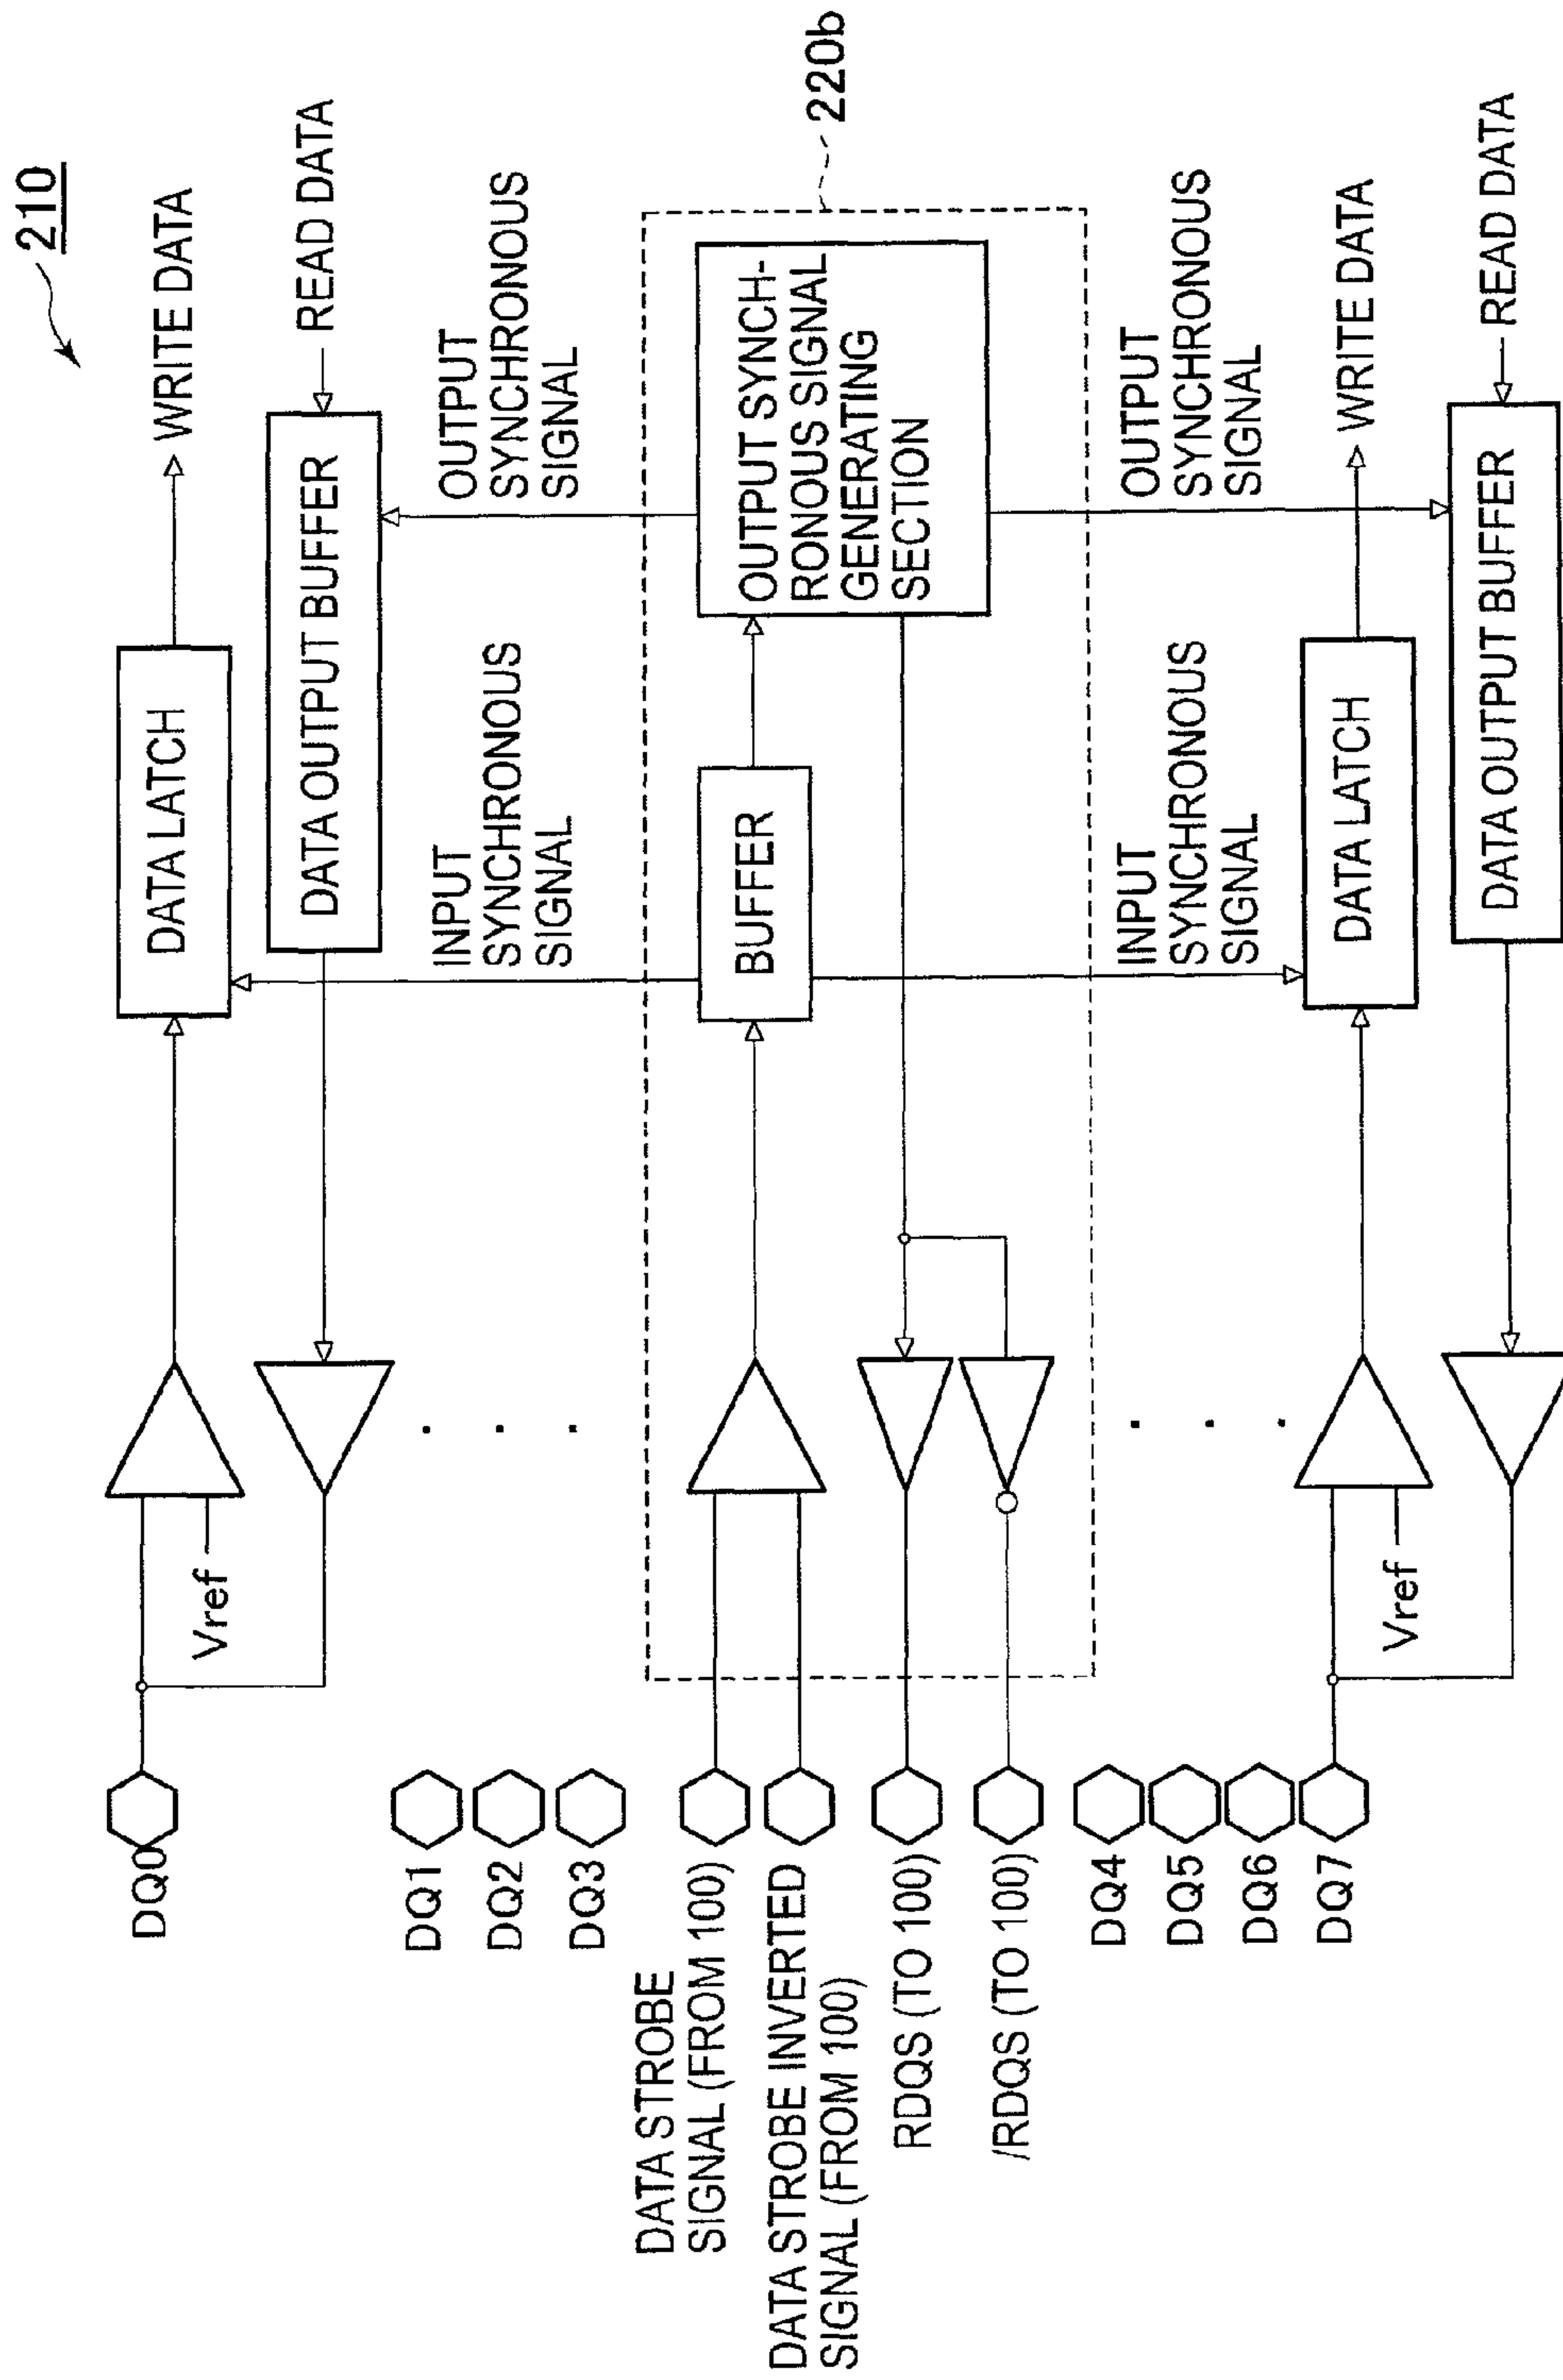 210
DQ0
Vref
DATA LATCH
WRITE DATA
DATA OUTPUT BUFFER
READ DATA
DQ1
DQ2
DQ3
INPUT
SYNCHRONOUS
SIGNAL
OUTPUT
SYNCHRONOUS
SIGNAL
220b
DATA STROBE
SIGNAL (FROM 100)
DATA STROBE INVERTED
SIGNAL (FROM 100)
BUFFER
OUTPUT SYNCH-
RONOUS SIGNAL
GENERATING
SECTION
RDQS (TO 100)
/RDQS (TO 100)
DQ4
DQ5
DQ6
DQ7
INPUT
SYNCHRONOUS
SIGNAL
OUTPUT
SYNCHRONOUS
SIGNAL
Vref
DATA LATCH
WRITE DATA
DATA OUTPUT BUFFER
READ DATA